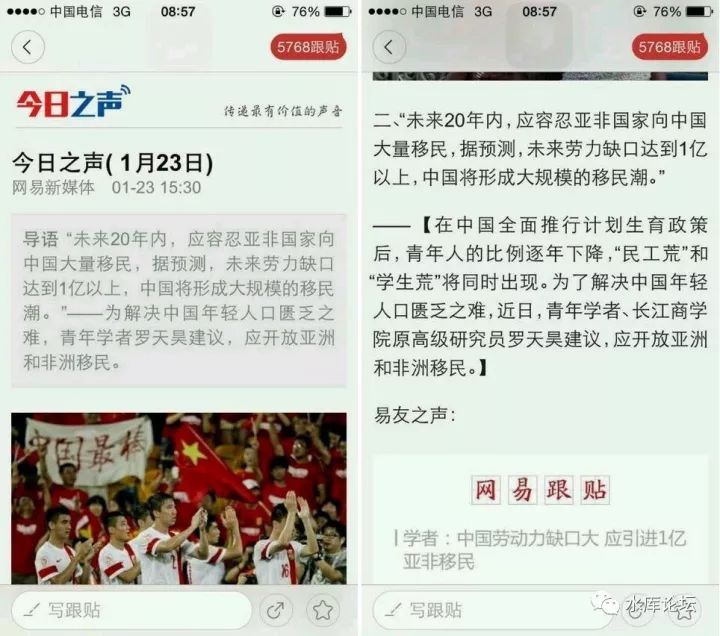 中国电信 3G 08:57 76%
5768跟贴
今日之声
传递最有价值的声音
今日之声(1月23日)
网易新媒体 01-23 15:30
导语 “未来20年内，应容忍亚非国家向
中国大量移民，据预测，未来劳力缺口
达到1亿以上，中国将形成大规模的移民
潮。”——为解决中国年轻人口匮乏之
难，青年学者罗天昊建议，应开放亚洲
和非洲移民。
中国最棒
写跟贴
中国电信 3G 08:57 76%
5768跟贴
二、“未来20年内，应容忍亚非国家向中国
大量移民，据预测，未来劳力缺口达到1亿
以上，中国将形成大规模的移民潮。”
——【在中国全面推行计划生育政策
后，青年人的比例逐年下降，“民工荒”和
“学生荒”将同时出现。为了解决中国年轻
人口匮乏之难，近日，青年学者、长江商学
院原高级研究员罗天昊建议，应开放亚洲
和非洲移民。】
易友之声：
网易跟贴
学者：中国劳动力缺口大 应引进1亿
亚非移民
写跟贴
水库论坛